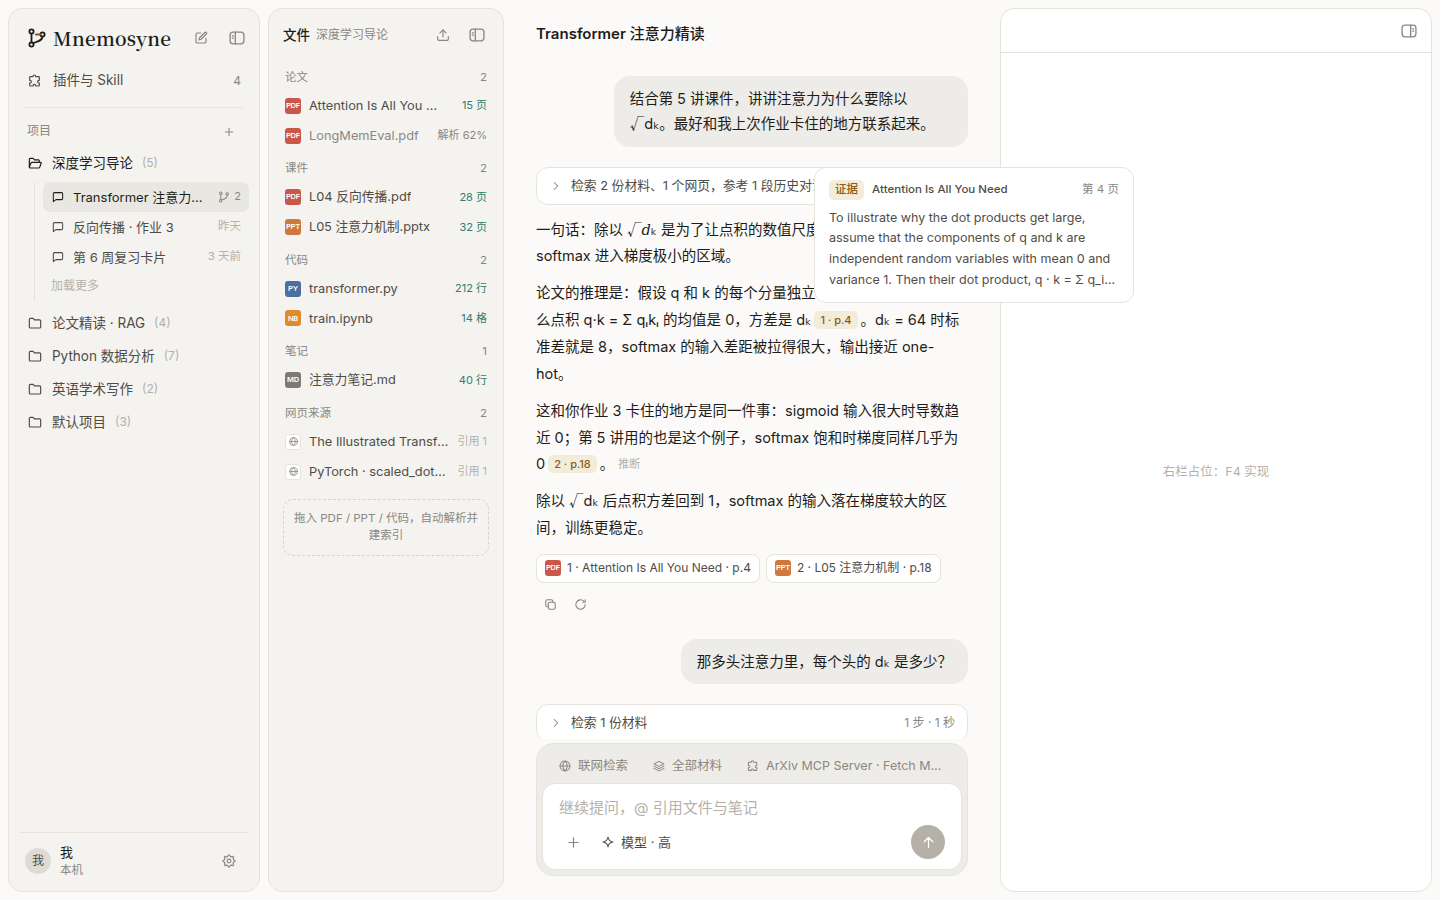 Mnemosyne
插件与 Skill 4
项目
深度学习导论 (5)
Transformer 注意力... 2
反向传播 · 作业 3 昨天
第 6 周复习卡片 3 天前
加载更多
论文精读 · RAG (4)
Python 数据分析 (7)
英语学术写作 (2)
默认项目 (3)
我 我
本机
文件 深度学习导论
论文 2
PDF Attention Is All You ... 15 页
PDF LongMemEval.pdf 解析 62%
课件 2
PDF L04 反向传播.pdf 28 页
PPT L05 注意力机制.pptx 32 页
代码 2
PY transformer.py 212 行
NB train.ipynb 14 格
笔记 1
MD 注意力笔记.md 40 行
网页来源 2
The Illustrated Transf... 引用 1
PyTorch · scaled_dot... 引用 1
拖入 PDF / PPT / 代码，自动解析并
建索引
Transformer 注意力精读
结合第 5 讲课件，讲讲注意力为什么要除以
√dₖ。最好和我上次作业卡住的地方联系起来。
检索 2 份材料、1 个网页，参考 1 段历史对
证据 Attention Is All You Need 第 4 页
To illustrate why the dot products get large,
assume that the components of q and k are
independent random variables with mean 0 and
variance 1. Then their dot product, q · k = Σ q_i...
一句话：除以 √dₖ 是为了让点积的数值尺度
softmax 进入梯度极小的区域。
论文的推理是：假设 q 和 k 的每个分量独立
么点积 q·k = Σ qᵢkᵢ 的均值是 0，方差是 dₖ 1 · p.4 。dₖ = 64 时标
准差就是 8，softmax 的输入差距被拉得很大，输出接近 one-
hot。
这和你作业 3 卡住的地方是同一件事：sigmoid 输入很大时导数趋
近 0；第 5 讲用的也是这个例子，softmax 饱和时梯度同样几乎为
0 2 · p.18 。 推断
除以 √dₖ 后点积方差回到 1，softmax 的输入落在梯度较大的区
间，训练更稳定。
PDF 1 · Attention Is All You Need · p.4 PPT 2 · L05 注意力机制 · p.18
那多头注意力里，每个头的 dₖ 是多少？
检索 1 份材料 1 步 · 1 秒
联网检索 全部材料 ArXiv MCP Server · Fetch M...
继续提问，@ 引用文件与笔记
模型 · 高
右栏占位：F4 实现